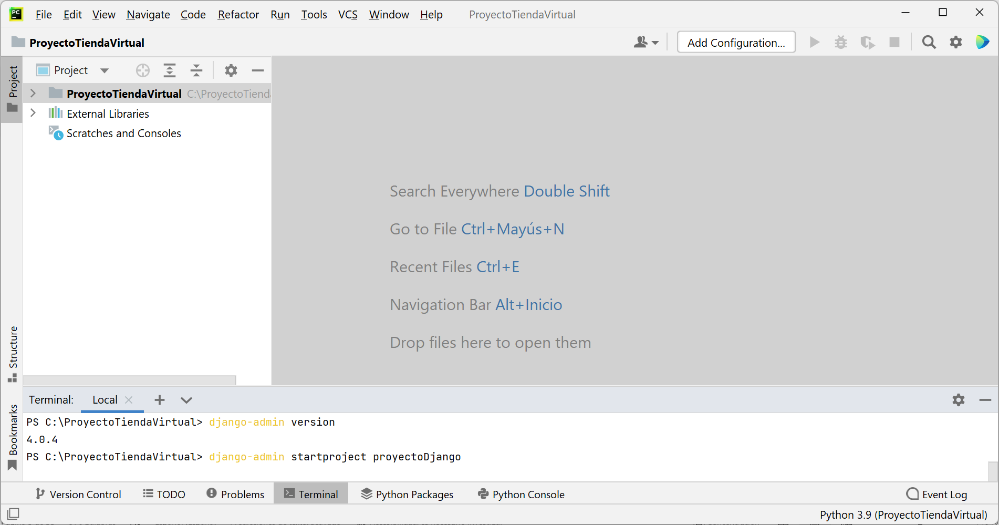 PC
File Edit View Navigate Code Refactor Run Tools VCS Window Help ProyectoTiendaVirtual
ProyectoTiendaVirtual Add Configuration...
Project
Project
ProyectoTiendaVirtual C:\ProyectoTienda
External Libraries
Scratches and Consoles
Search Everywhere Double Shift
Go to File Ctrl+Mayús+N
Recent Files Ctrl+E
Navigation Bar Alt+Inicio
Drop files here to open them
Structure
Bookmarks
Terminal: Local
PS C:\ProyectoTiendaVirtual> django-admin version
4.0.4
PS C:\ProyectoTiendaVirtual> django-admin startproject proyectoDjango
Version Control TODO Problems Terminal Python Packages Python Console Event Log
Python 3.9 (ProyectoTiendaVirtual)